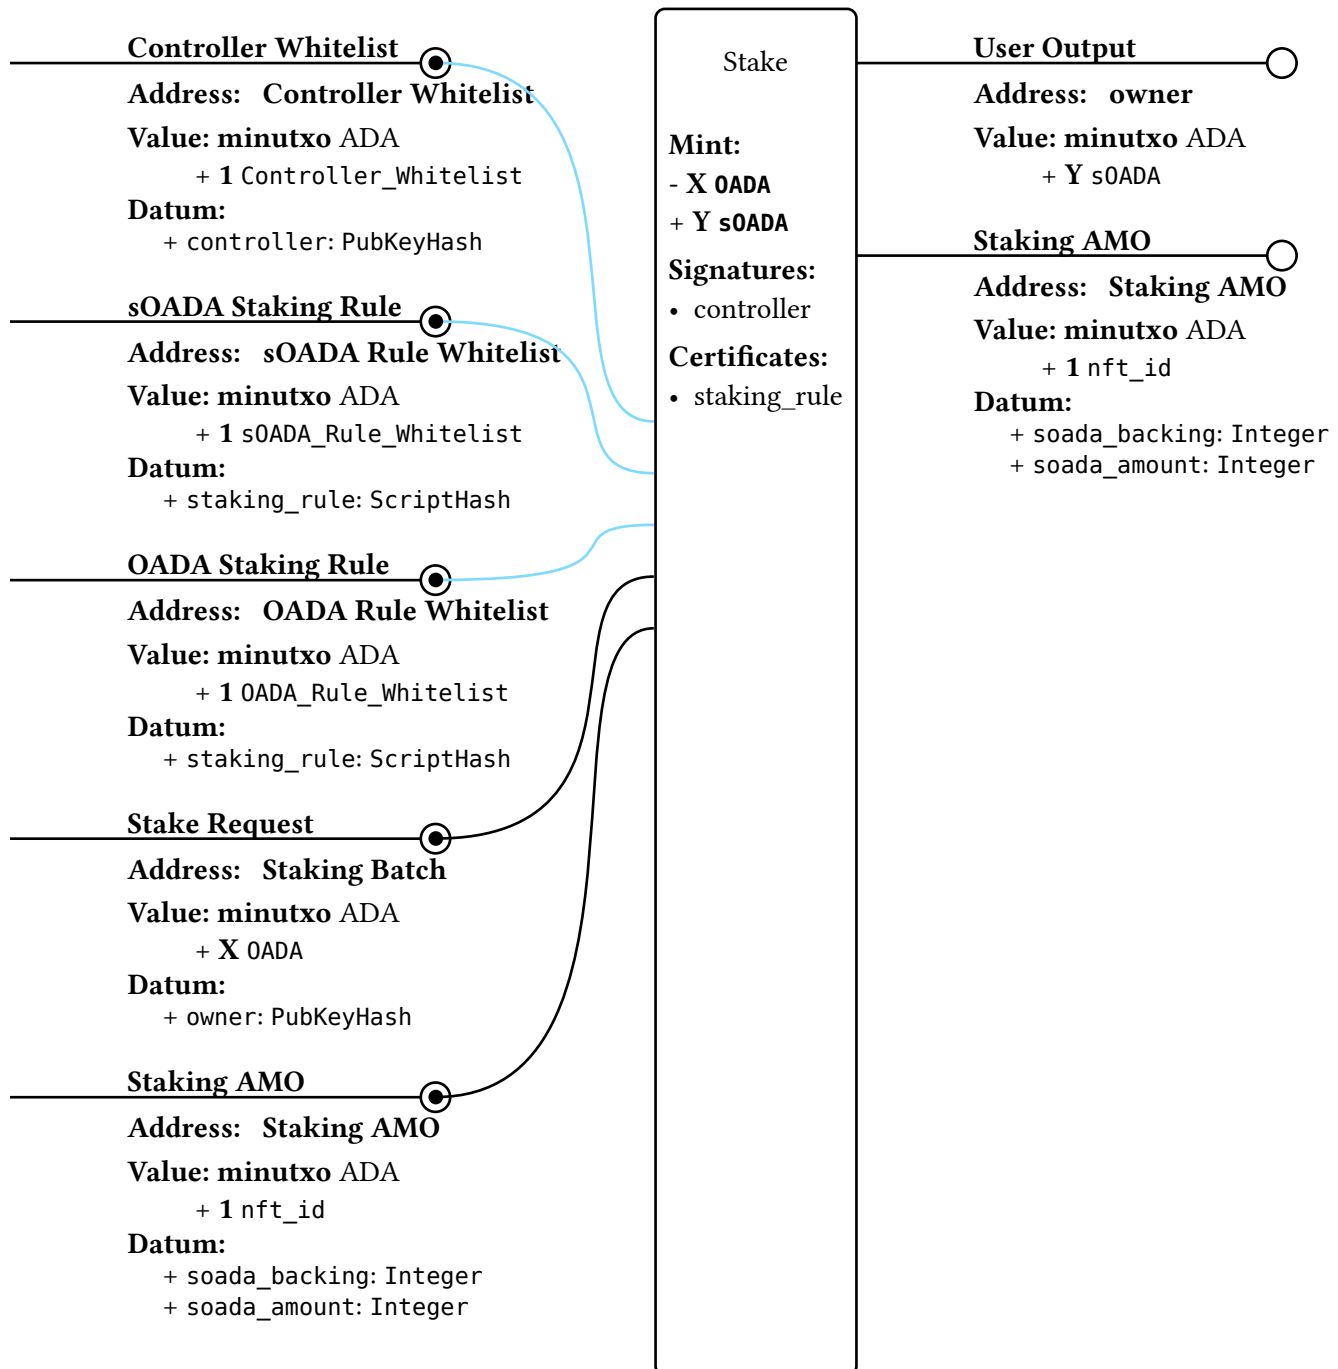 Controller Whitelist
Address: Controller Whitelist
Value: minutxo ADA
+ 1 Controller_Whitelist
Datum:
+ controller: PubKeyHash
sOADA Staking Rule
Address: sOADA Rule Whitelist
Value: minutxo ADA
+ 1 sOADA_Rule_Whitelist
Datum:
+ staking_rule: ScriptHash
OADA Staking Rule
Address: OADA Rule Whitelist
Value: minutxo ADA
+ 1 OADA_Rule_Whitelist
Datum:
+ staking_rule: ScriptHash
Stake Request
Address: Staking Batch
Value: minutxo ADA
+ X OADA
Datum:
+ owner: PubKeyHash
Staking AMO
Address: Staking AMO
Value: minutxo ADA
+ 1 nft_id
Datum:
+ soada_backing: Integer
+ soada_amount: Integer
Stake
Mint:
- X OADA
+ Y sOADA
Signatures:
• controller
Certificates:
• staking_rule
User Output
Address: owner
Value: minutxo ADA
+ Y sOADA
Staking AMO
Address: Staking AMO
Value: minutxo ADA
+ 1 nft_id
Datum:
+ soada_backing: Integer
+ soada_amount: Integer